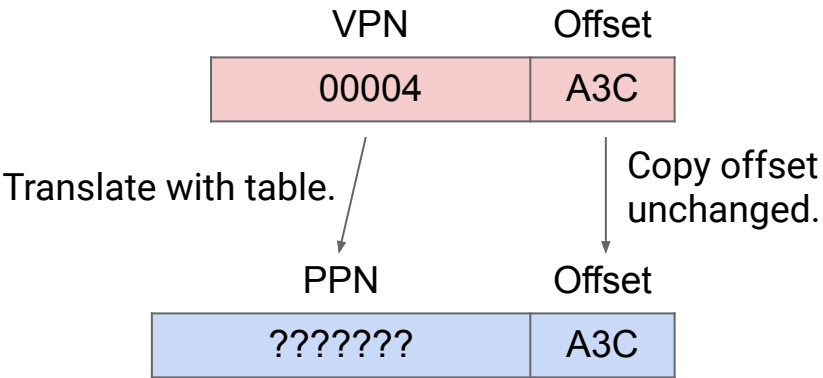 VPN Offset
00004 A3C
Translate with table.
Copy offset
unchanged.
PPN Offset
??????? A3C